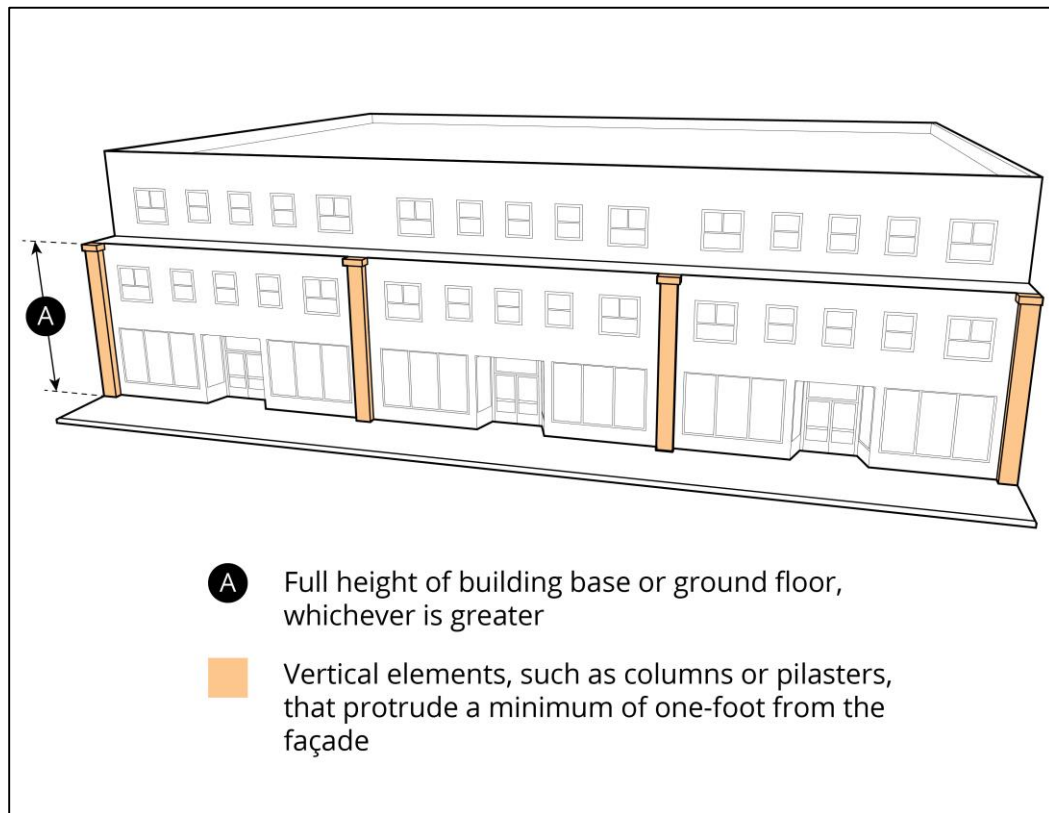 A
A Full height of building base or ground floor,
whichever is greater
Vertical elements, such as columns or pilasters,
that protrude a minimum of one-foot from the
façade